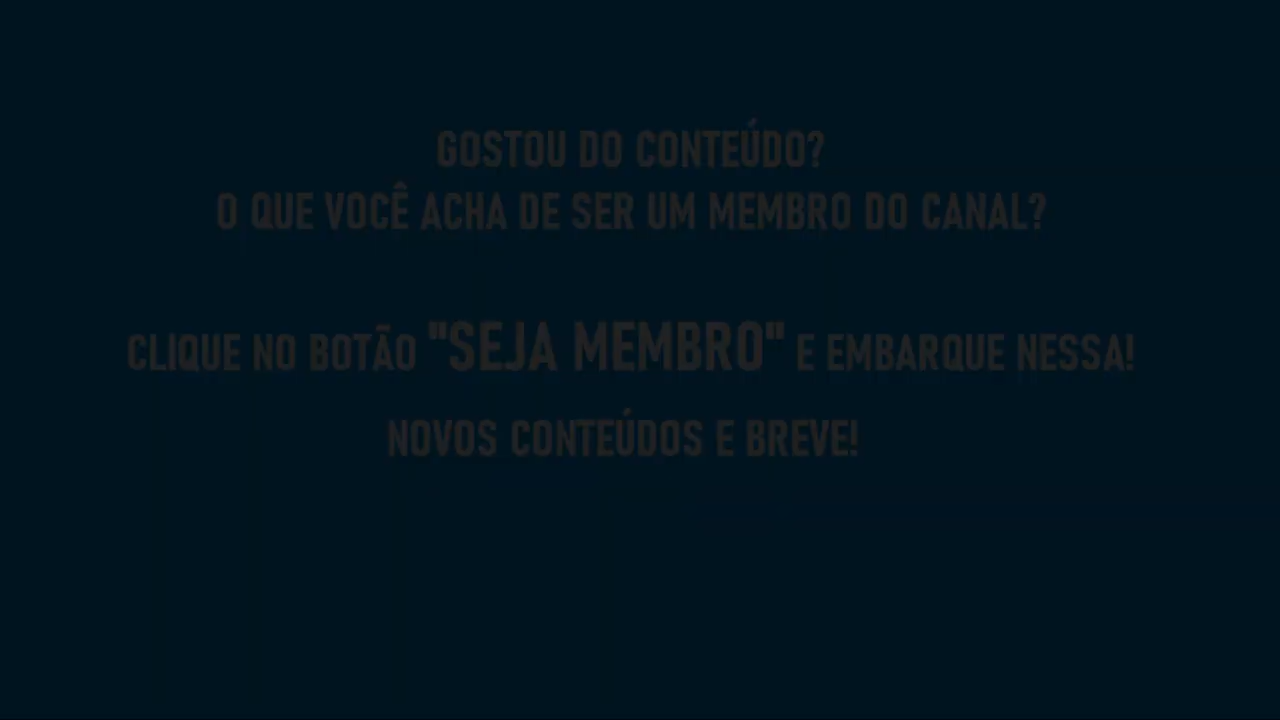 GOSTOU DO CONTEÚDO?
O QUE VOCÊ ACHA DE SER UM MEMBRO DO CANAL?
CLIQUE NO BOTÃO "SEJA MEMBRO" E EMBARQUE NESSA!
NOVOS CONTEÚDOS E BREVE!